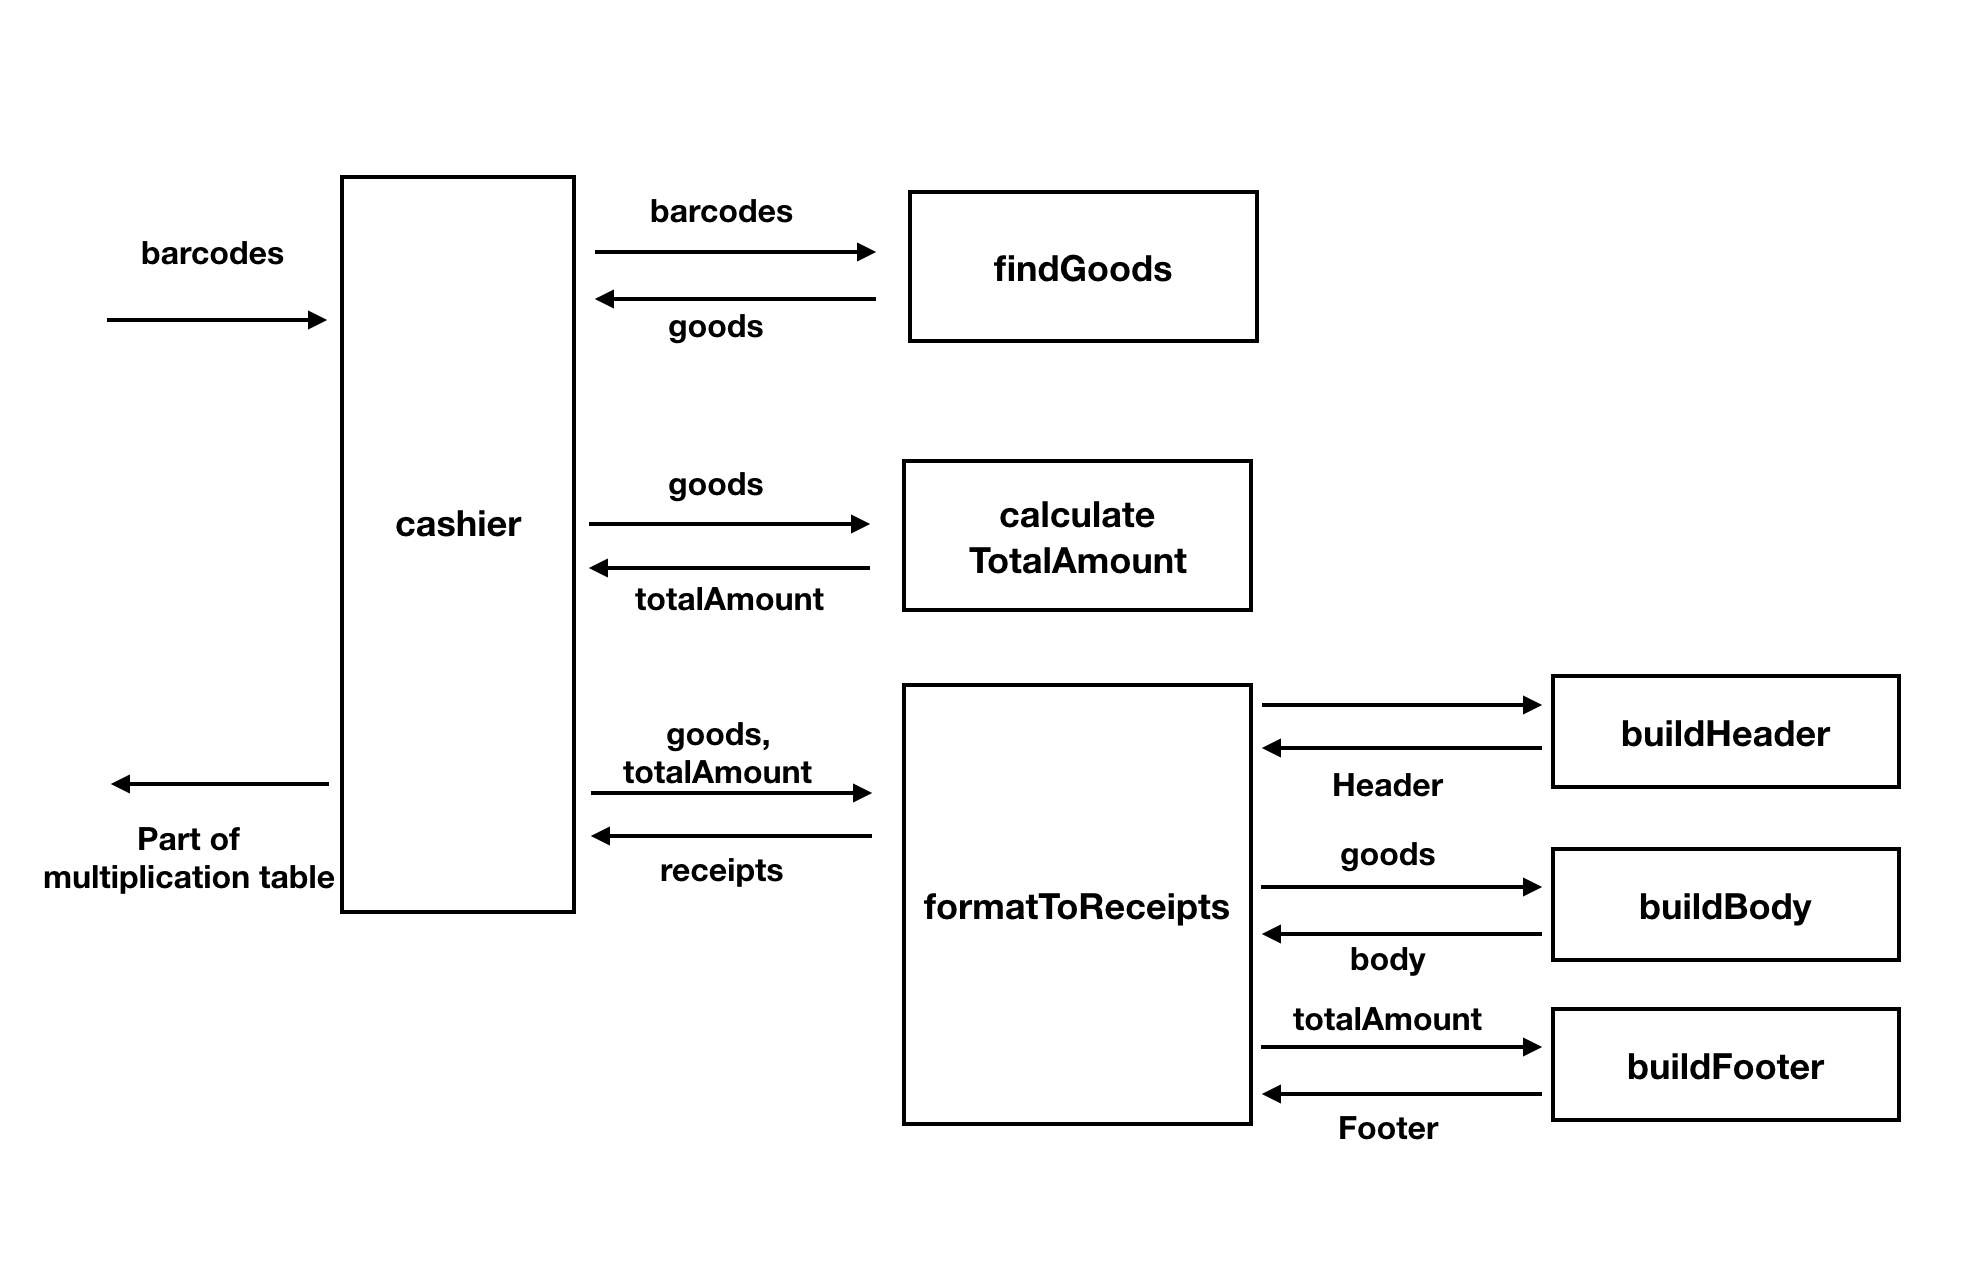 barcodes
cashier
Part of
multiplication table
barcodes
goods
findGoods
goods
totalAmount
calculate
TotalAmount
goods,
totalAmount
receipts
formatToReceipts
Header
buildHeader
goods
body
buildBody
totalAmount
Footer
buildFooter